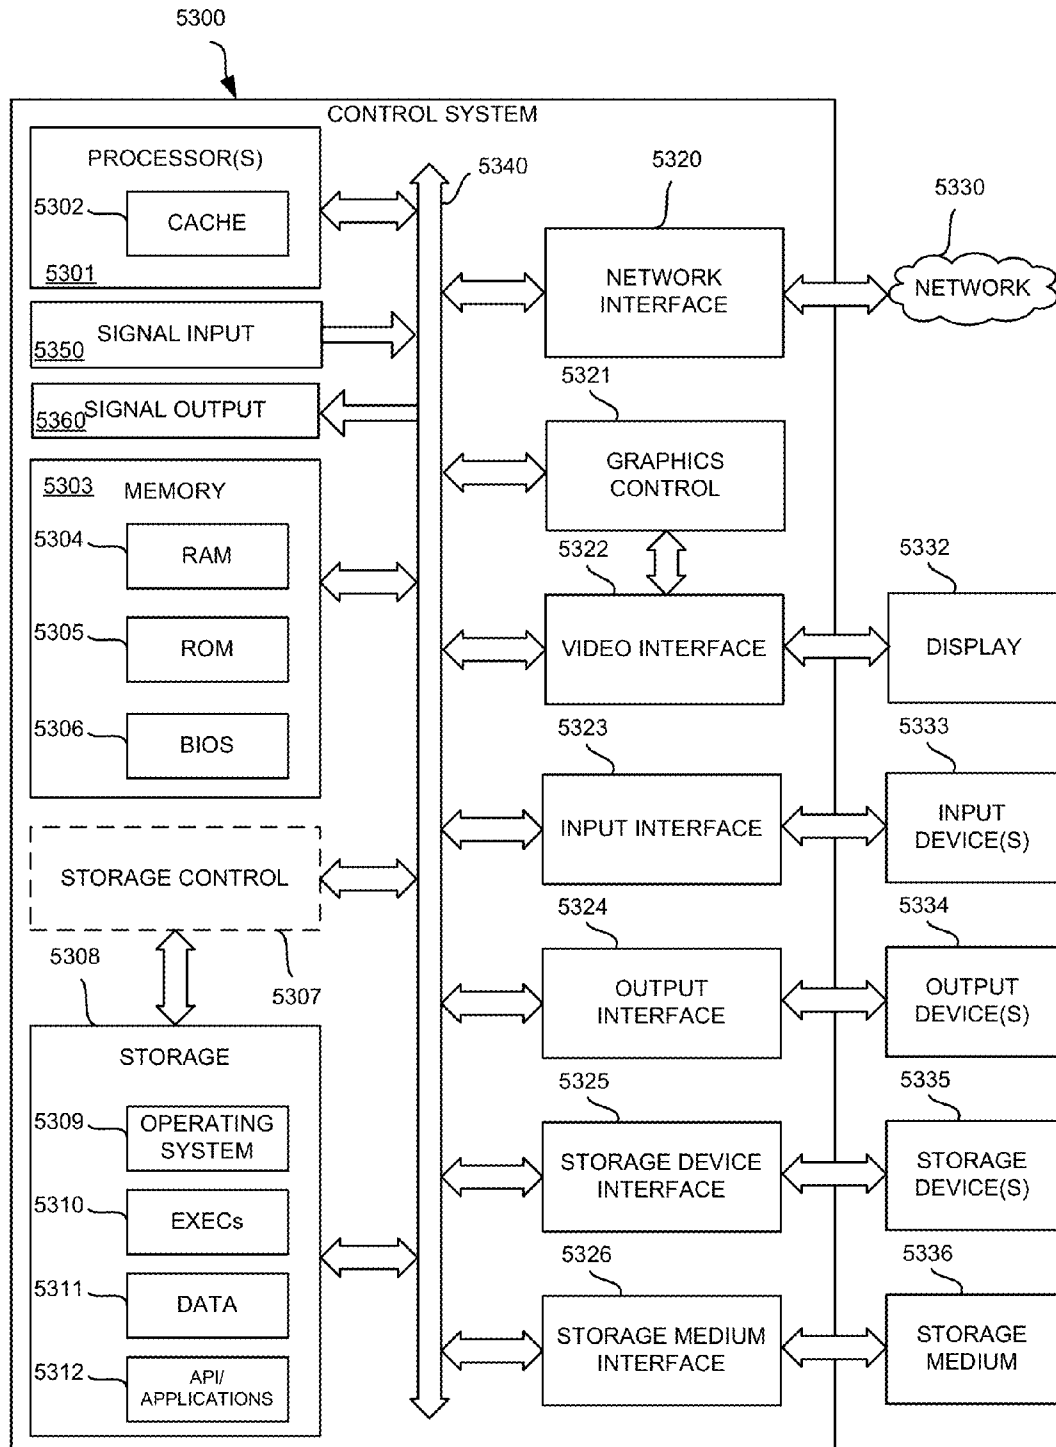 5300
CONTROL SYSTEM
PROCESSOR(S)
5302
CACHE
5301
5350
SIGNAL INPUT
5360
SIGNAL OUTPUT
5303
MEMORY
5304
RAM
5305
ROM
5306
BIOS
STORAGE CONTROL
5307
5308
STORAGE
5309
OPERATING
SYSTEM
5310
EXECs
5311
DATA
5312
API/
APPLICATIONS
5340
5320
NETWORK
INTERFACE
5330
NETWORK
5321
GRAPHICS
CONTROL
5322
VIDEO INTERFACE
5332
DISPLAY
5323
INPUT INTERFACE
5333
INPUT
DEVICE(S)
5324
OUTPUT
INTERFACE
5334
OUTPUT
DEVICE(S)
5325
STORAGE DEVICE
INTERFACE
5335
STORAGE
DEVICE(S)
5326
STORAGE MEDIUM
INTERFACE
5336
STORAGE
MEDIUM